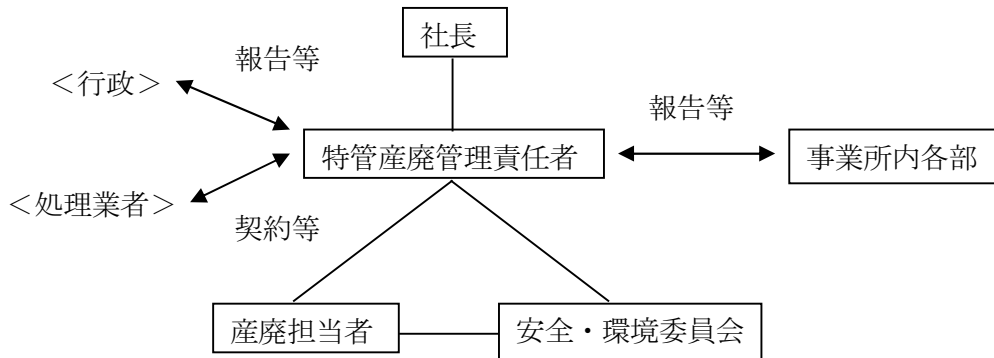 社長
報告等
＜行政＞
報告等
特管産廃管理責任者
事業所内各部
＜処理業者＞
契約等
産廃担当者
安全・環境委員会